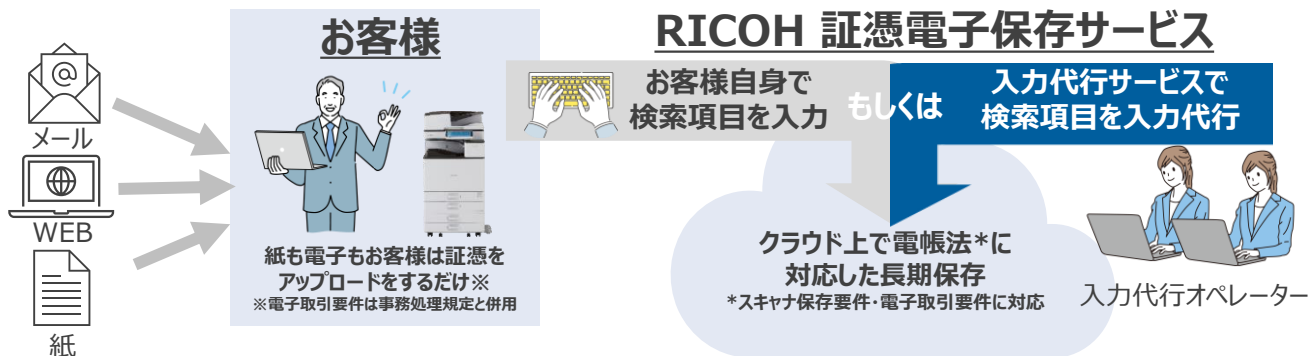 メール
WEB
紙
お客様
紙も電子もお客様は証憑を
アップロードをするだけ※
※電子取引要件は事務処理規定と併用
RICOH 証憑電子保存サービス
お客様自身で
検索項目を入力
もしくは
入力代行サービスで
検索項目を入力代行
クラウド上で電帳法*に
対応した長期保存
*スキャナ保存要件・電子取引要件に対応
入力代行オペレーター